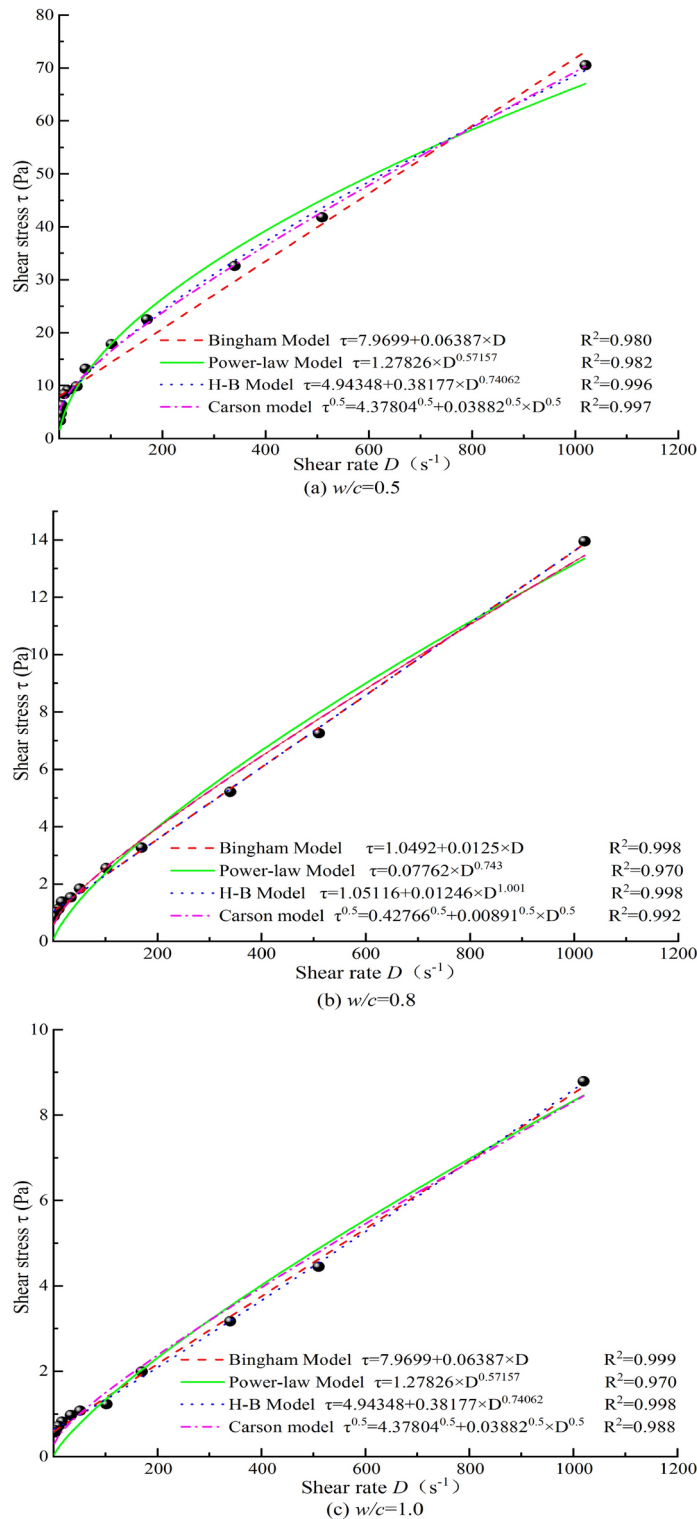 80
70
60
50
40
30
20
10
0
Shear stress τ (Pa)
Bingham Model τ=7.9699+0.06387×D R²=0.980
Power-law Model τ=1.27826×D^0.57157 R²=0.982
H-B Model τ=4.94348+0.38177×D^0.74062 R²=0.996
Carson model τ^0.5=4.37804^0.5+0.03882^0.5×D^0.5 R²=0.997
200 400 600 800 1000 1200
Shear rate D（s⁻¹）
(a) w/c=0.5
14
12
10
8
6
4
2
0
Shear stress τ (Pa)
Bingham Model τ=1.0492+0.0125×D R²=0.998
Power-law Model τ=0.07762×D^0.743 R²=0.970
H-B Model τ=1.05116+0.01246×D^1.001 R²=0.998
Carson model τ^0.5=0.42766^0.5+0.00891^0.5×D^0.5 R²=0.992
200 400 600 800 1000 1200
Shear rate D（s⁻¹）
(b) w/c=0.8
10
8
6
4
2
0
Shear stress τ (Pa)
Bingham Model τ=7.9699+0.06387×D R²=0.999
Power-law Model τ=1.27826×D^0.57157 R²=0.970
H-B Model τ=4.94348+0.38177×D^0.74062 R²=0.998
Carson model τ^0.5=4.37804^0.5+0.03882^0.5×D^0.5 R²=0.988
200 400 600 800 1000 1200
Shear rate D（s⁻¹）
(c) w/c=1.0